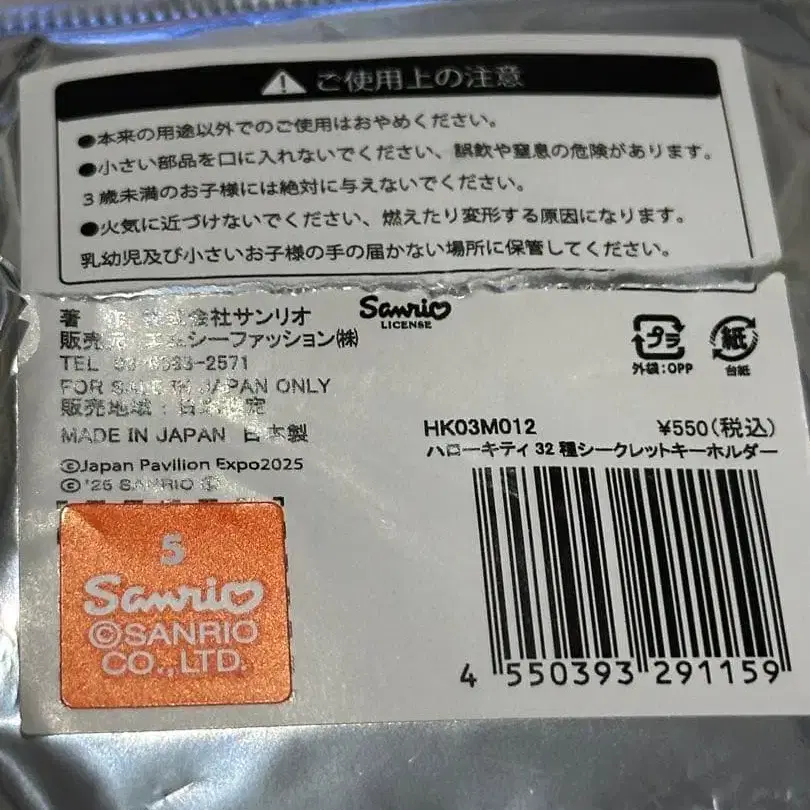 ⚠ご使用上の注意
●本来の用途以外でのご使用はおやめください。
●小さい部品を口に入れないでください、誤飲や窒息の危険があります。
3歳未満のお子様には絶対に与えないでください。
●火気に近づけないでください、燃えたり変形する原因になります。
乳幼児及び小さいお子様の手の届かない場所に保管してください。
著 会社サンリオ
販売 シーファッション㈱
TEL -2571
FOR SALE IN JAPAN ONLY
販売地域:
MADE IN JAPAN 日本製
©Japan Pavilion Expo2025
© '25 SANRIO
Sanrio
LICENSE
プラ
外袋:OPP
紙
台紙
HK03M012 ¥550(税込)
ハローキティ 32 種シークレットキーホルダー
4 550393 291159
5
Sanrio
©SANRIO
CO.,LTD.